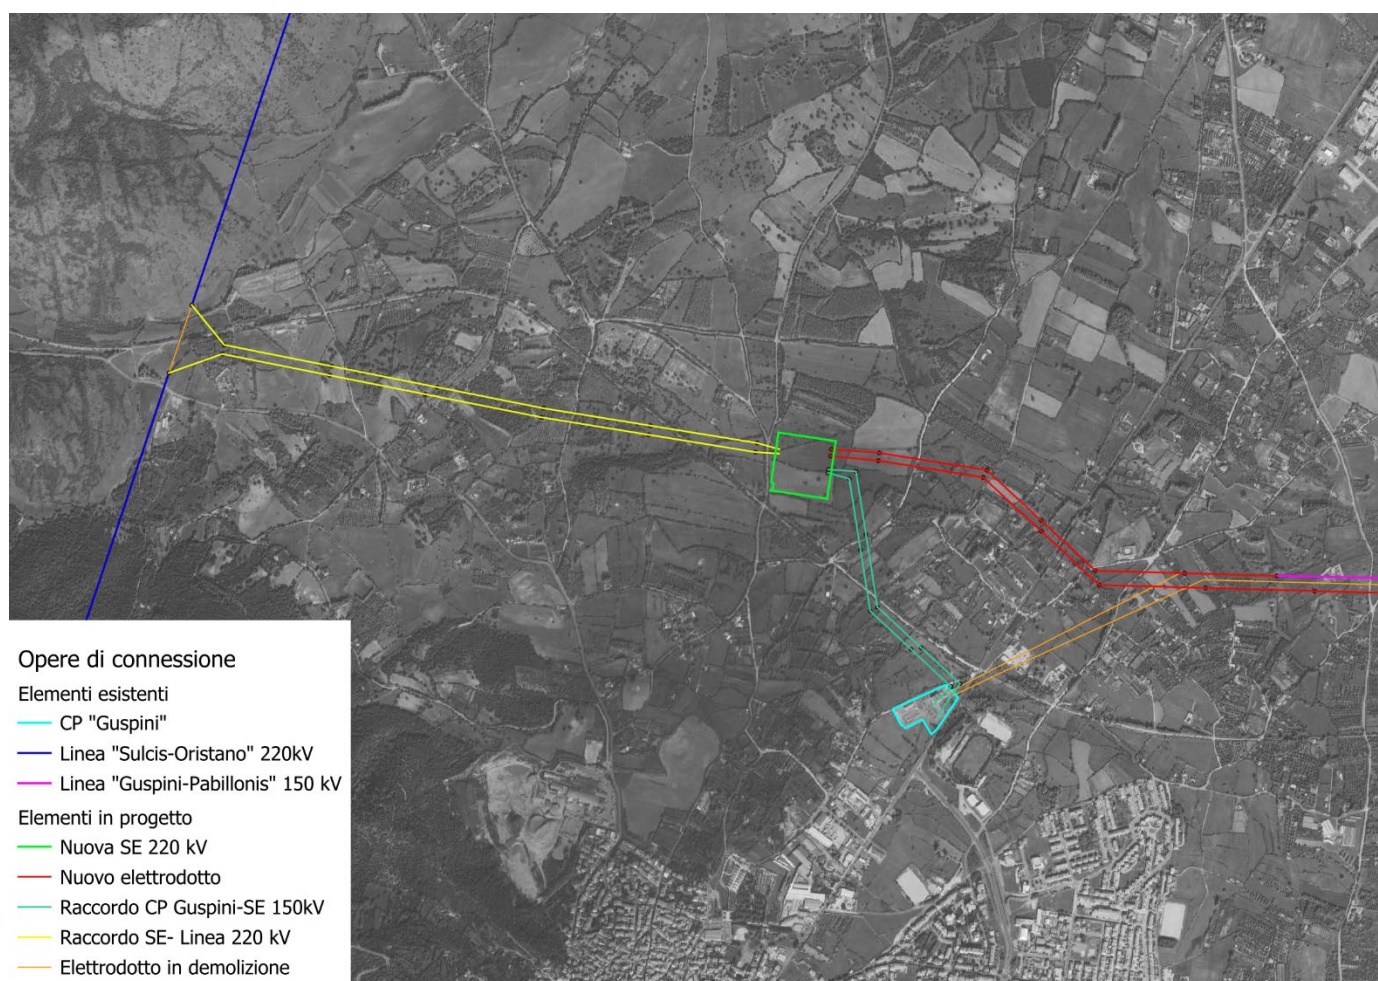 Opere di connessione
Elementi esistenti
CP "Guspini"
Linea "Sulcis-Oristano" 220kV
Linea "Guspini-Pabillonis" 150 kV
Elementi in progetto
Nuova SE 220 kV
Nuovo elettrodotto
Raccordo CP Guspini-SE 150kV
Raccordo SE- Linea 220 kV
Elettrodotto in demolizione